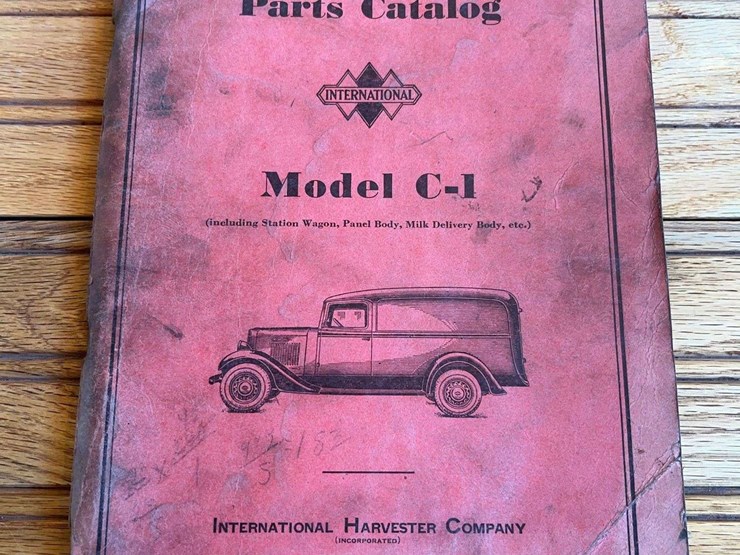 Parts Catalog
INTERNATIONAL
Model C-1
(including Station Wagon, Panel Body, Milk Delivery Body, etc.)
INTERNATIONAL HARVESTER COMPANY
(INCORPORATED)